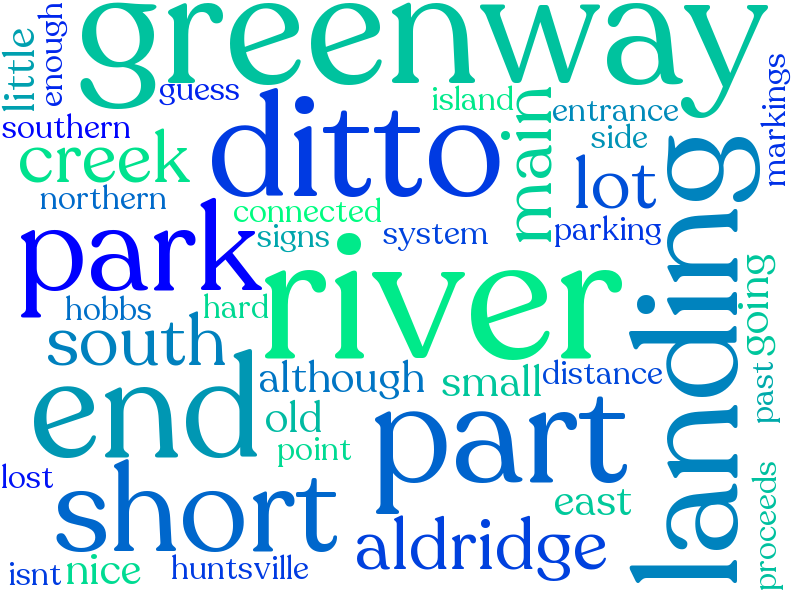 little
enough
greenway
guess
island
markings
southern
ditto
main
entrance
side
creek
northern
lot
connected
signs
system
parking
park
river
landing
going
hobbs
hard
south
although
small
distance
past
end
old
part
point
lost
short
east
proceeds
aldridge
isnt
nice
huntsville